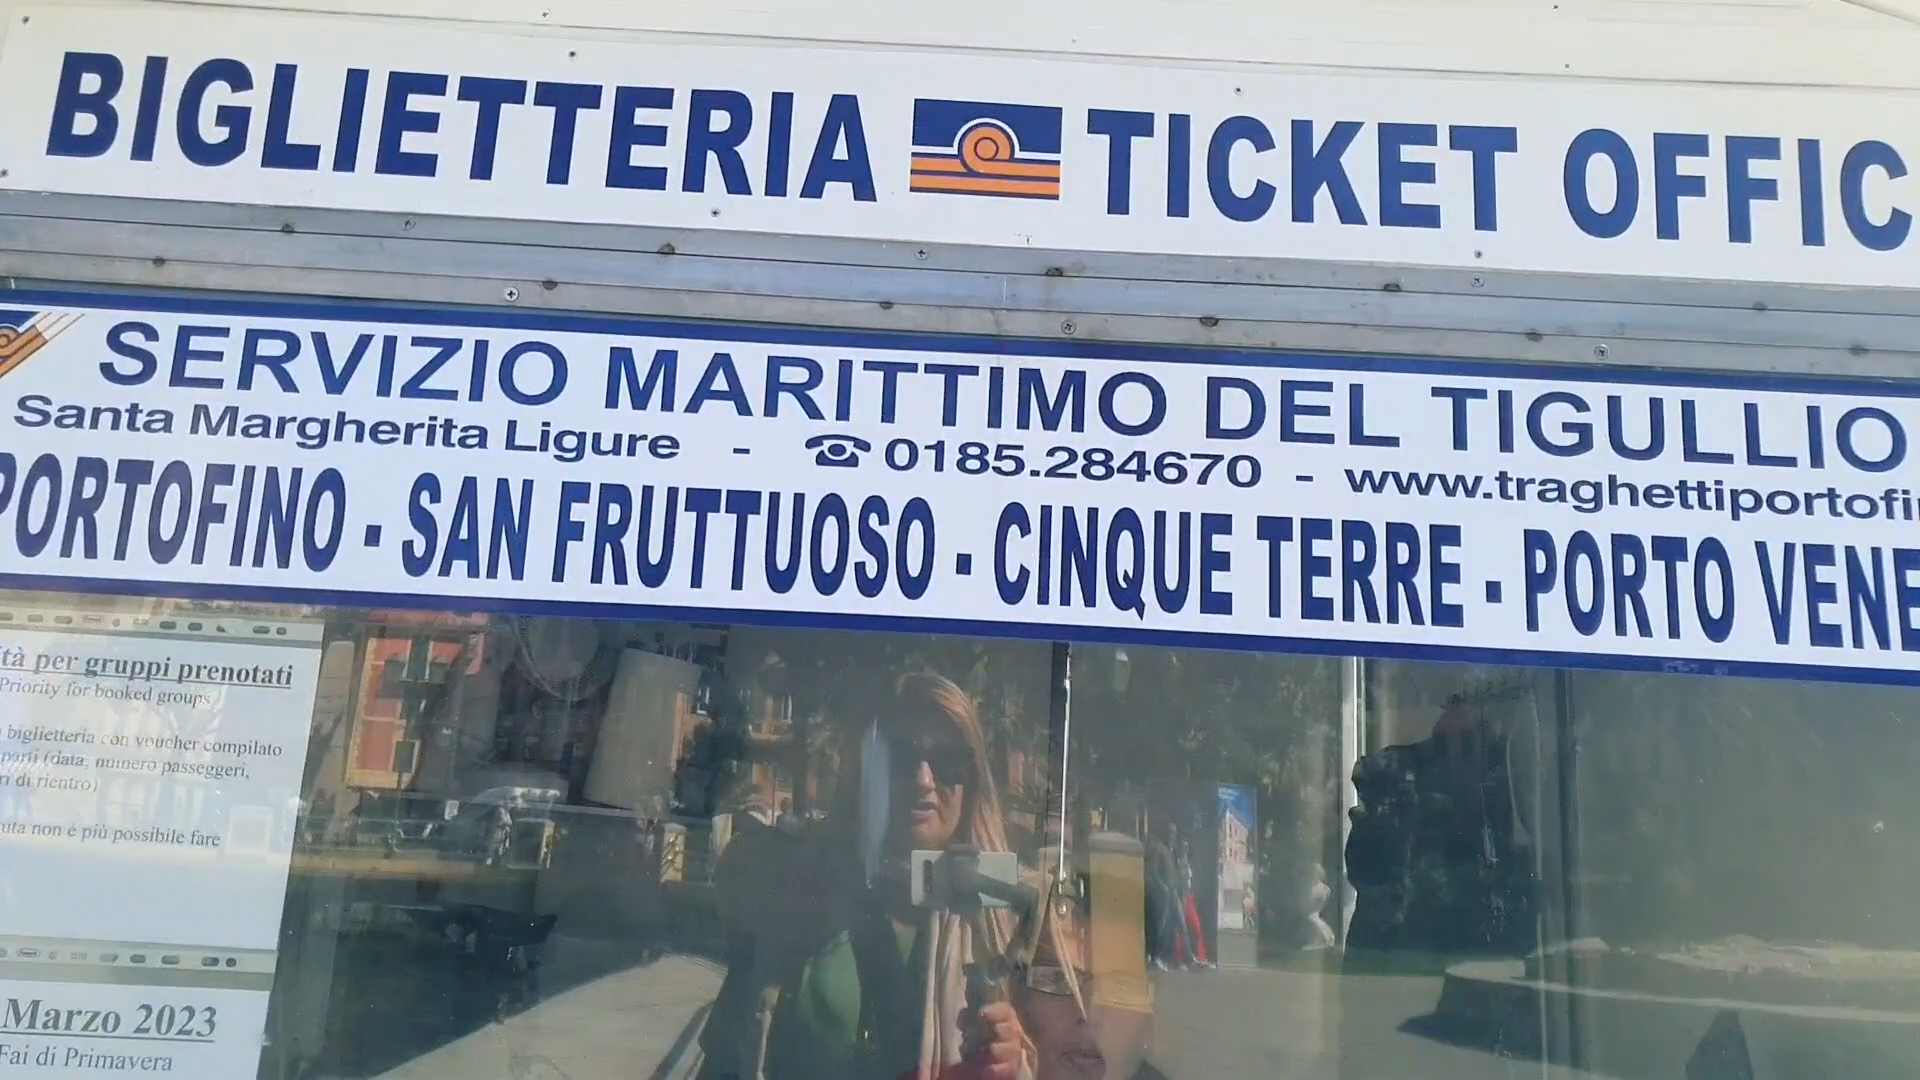 BIGLIETTERIA TICKET OFFIC
SERVIZIO MARITTIMO DEL TIGULLIO
Santa Margherita Ligure - ☎ 0185.284670 - www.traghettiportofi
PORTOFINO - SAN FRUTTUOSO - CINQUE TERRE - PORTO VENE
tà per gruppi prenotati
Priority for booked groups
biglietteria con voucher compilato
parti (data, numero passeggeri,
ri di rientro)
uta non è più possibile fare
Marzo 2023
Fai di Primavera